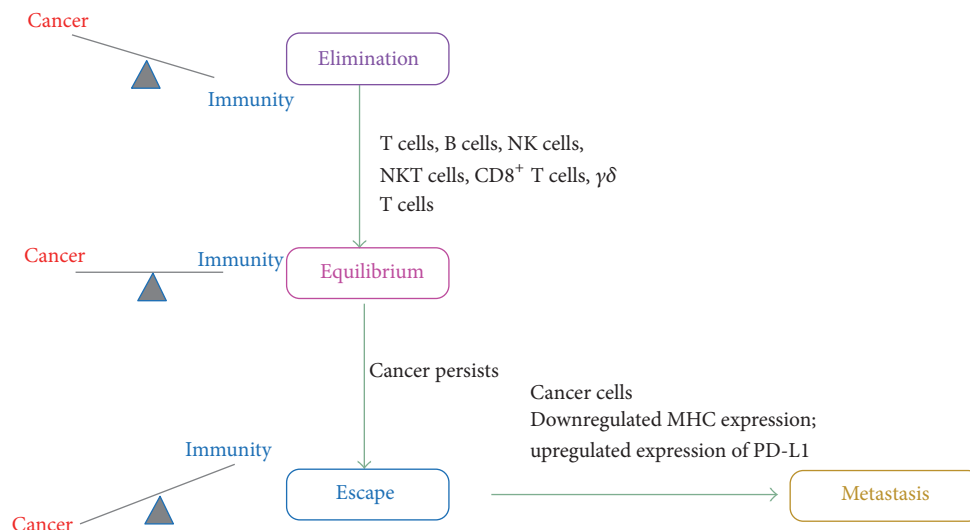 Cancer
Elimination
Immunity
T cells, B cells, NK cells,
NKT cells, CD8⁺ T cells, γδ
T cells
Cancer
Immunity
Equilibrium
Cancer persists
Cancer cells
Downregulated MHC expression;
upregulated expression of PD-L1
Immunity
Escape
Metastasis
Cancer